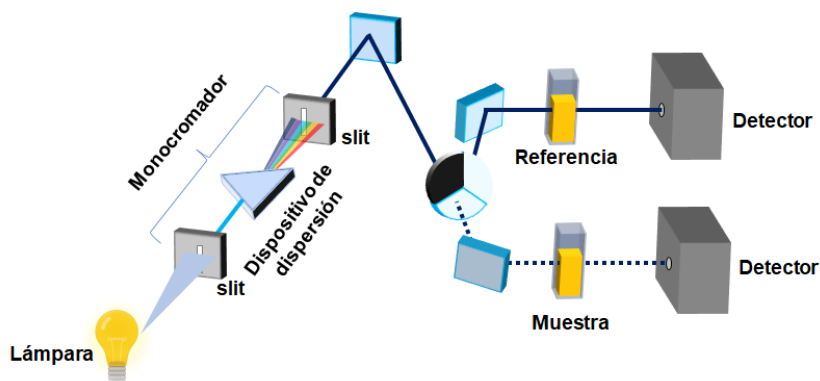 Monocromador
slit
Dispositivo de
dispersión
slit
Lámpara
Referencia
Detector
Muestra
Detector